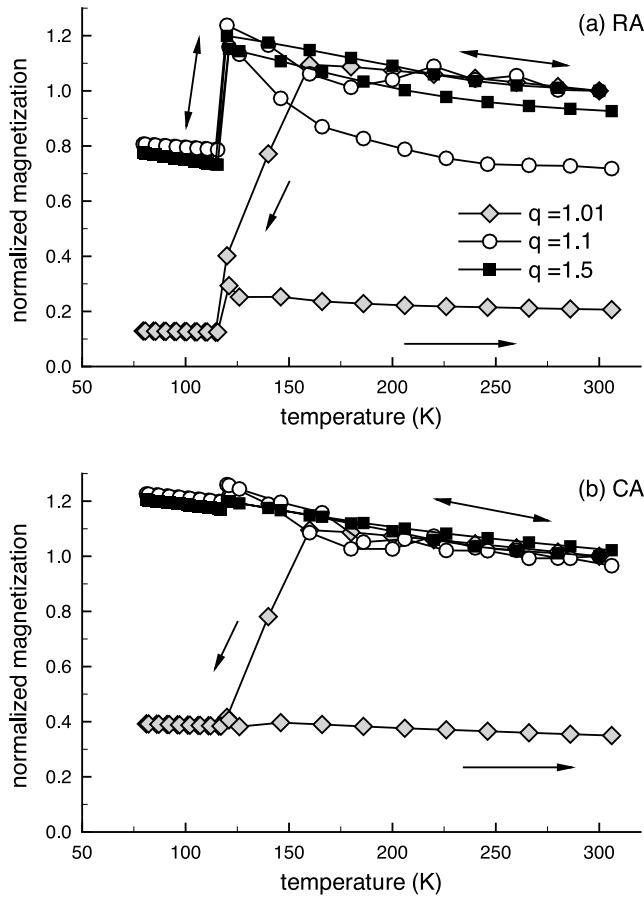 (a) RA
1.2
1.0
0.8
0.6
0.4
0.2
0.0
normalized magnetization
q =1.01
q =1.1
q =1.5
50 100 150 200 250 300
temperature (K)
(b) CA
1.2
1.0
0.8
0.6
0.4
0.2
0.0
normalized magnetization
50 100 150 200 250 300
temperature (K)